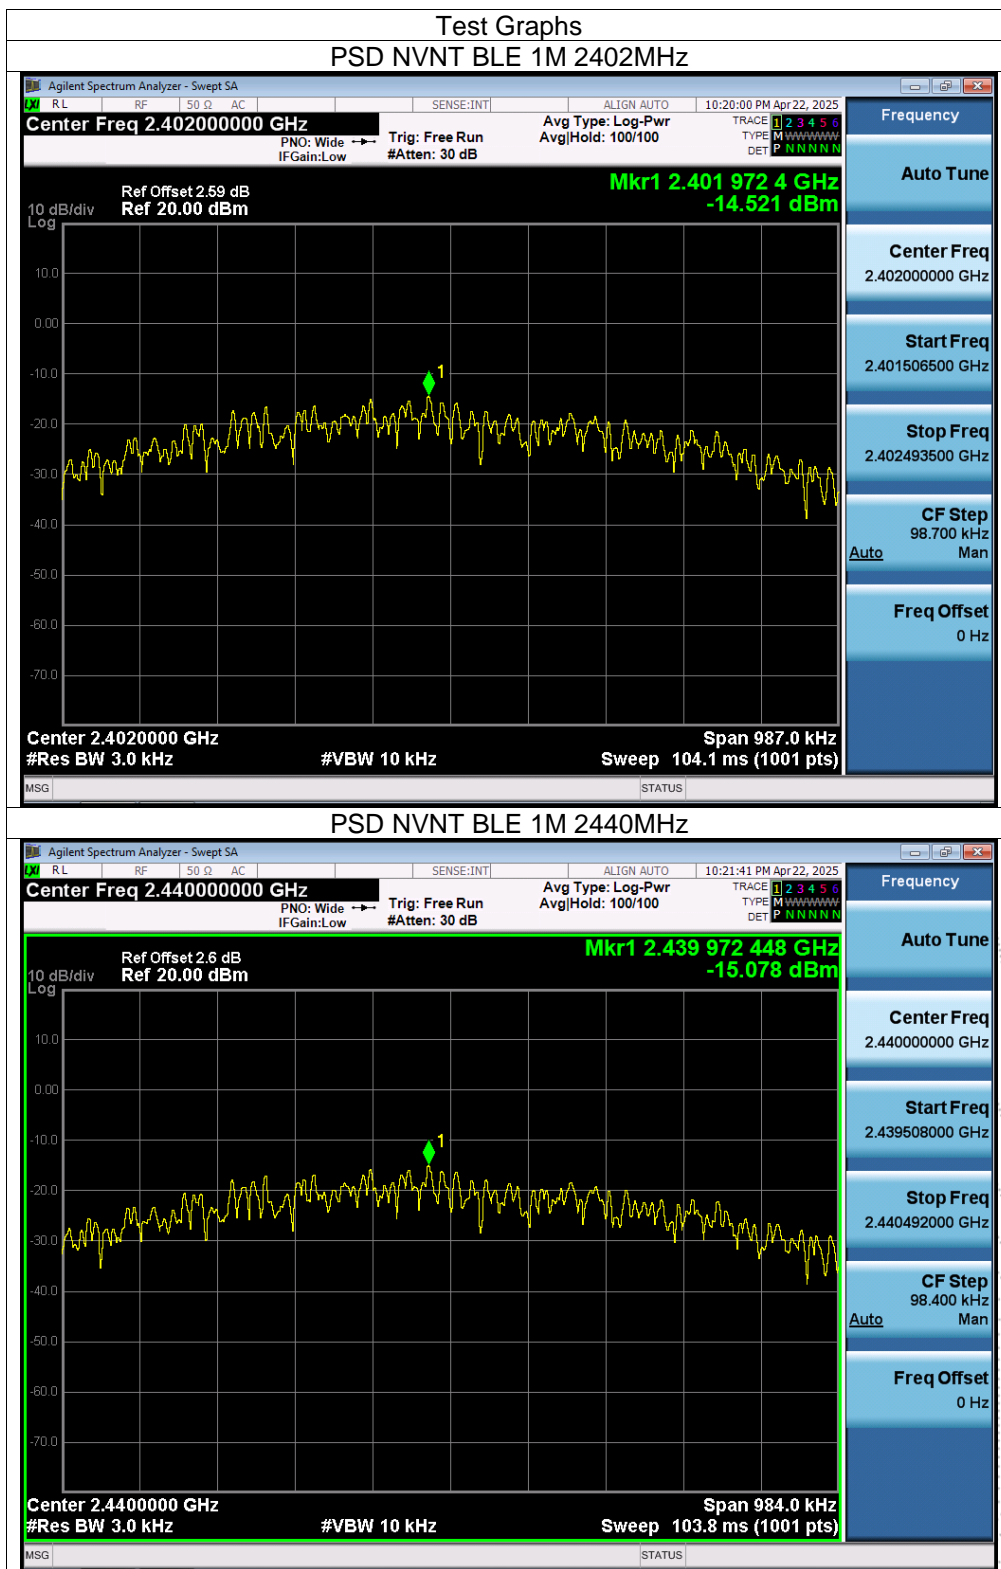 Test Graphs
PSD NVNT BLE 1M 2402MHz
Agilent Spectrum Analyzer - Swept SA
LXI RL RF 50 Ω AC SENSE:INT ALIGN AUTO 10:20:00 PM Apr 22, 2025
Center Freq 2.402000000 GHz
PNO: Wide
IFGain:Low
Trig: Free Run
#Atten: 30 dB
Avg Type: Log-Pwr
Avg|Hold: 100/100
TRACE 1 2 3 4 5 6
TYPE M WWWWW
DET P N N N N N
Ref Offset 2.59 dB
10 dB/div Ref 20.00 dBm
Log
Mkr1 2.401 972 4 GHz
-14.521 dBm
10.0
0.00
-10.0
-20.0
-30.0
-40.0
-50.0
-60.0
-70.0
1
Center 2.4020000 GHz Span 987.0 kHz
#Res BW 3.0 kHz #VBW 10 kHz Sweep 104.1 ms (1001 pts)
MSG STATUS
Frequency
Auto Tune
Center Freq
2.402000000 GHz
Start Freq
2.401506500 GHz
Stop Freq
2.402493500 GHz
CF Step
98.700 kHz
Auto Man
Freq Offset
0 Hz
PSD NVNT BLE 1M 2440MHz
Agilent Spectrum Analyzer - Swept SA
LXI RL RF 50 Ω AC SENSE:INT ALIGN AUTO 10:21:41 PM Apr 22, 2025
Center Freq 2.440000000 GHz
PNO: Wide
IFGain:Low
Trig: Free Run
#Atten: 30 dB
Avg Type: Log-Pwr
Avg|Hold: 100/100
TRACE 1 2 3 4 5 6
TYPE M WWWWW
DET P N N N N N
Ref Offset 2.6 dB
10 dB/div Ref 20.00 dBm
Log
Mkr1 2.439 972 448 GHz
-15.078 dBm
10.0
0.00
-10.0
-20.0
-30.0
-40.0
-50.0
-60.0
-70.0
1
Center 2.4400000 GHz Span 984.0 kHz
#Res BW 3.0 kHz #VBW 10 kHz Sweep 103.8 ms (1001 pts)
MSG STATUS
Frequency
Auto Tune
Center Freq
2.440000000 GHz
Start Freq
2.439508000 GHz
Stop Freq
2.440492000 GHz
CF Step
98.400 kHz
Auto Man
Freq Offset
0 Hz